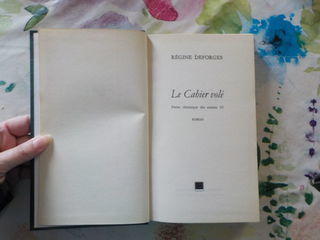 RÉGINE DEFORGES
Le Cahier volé
Petite chronique des années 50
ROMAN